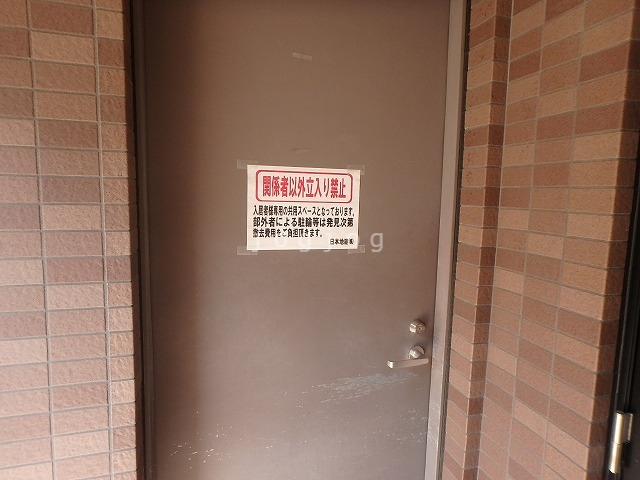 関係者以外立入り禁止
入居者様専用の共用スペースとなっております。
部外者による駐輪等は発見次第
撤去費用をご負担頂きます。
日本地建㈱